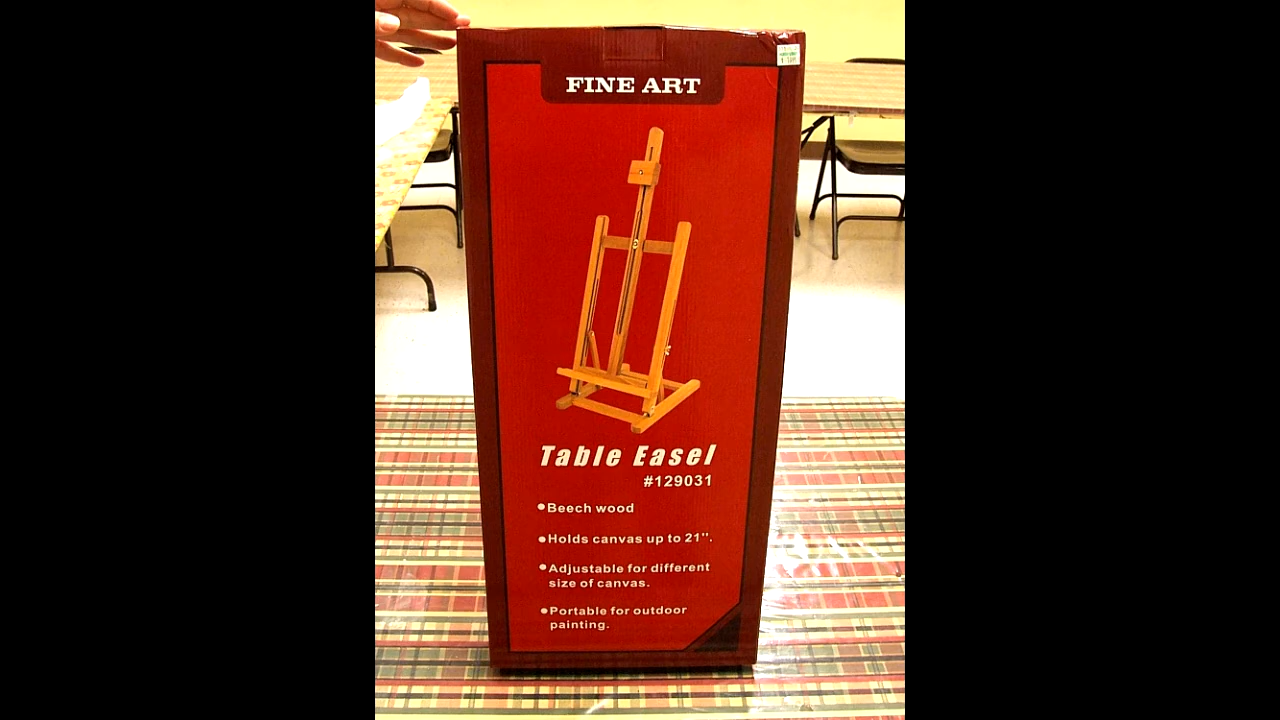 FINE ART
Table Easel
#129031
•Beech wood
•Holds canvas up to 21".
•Adjustable for different
size of canvas.
•Portable for outdoor
painting.